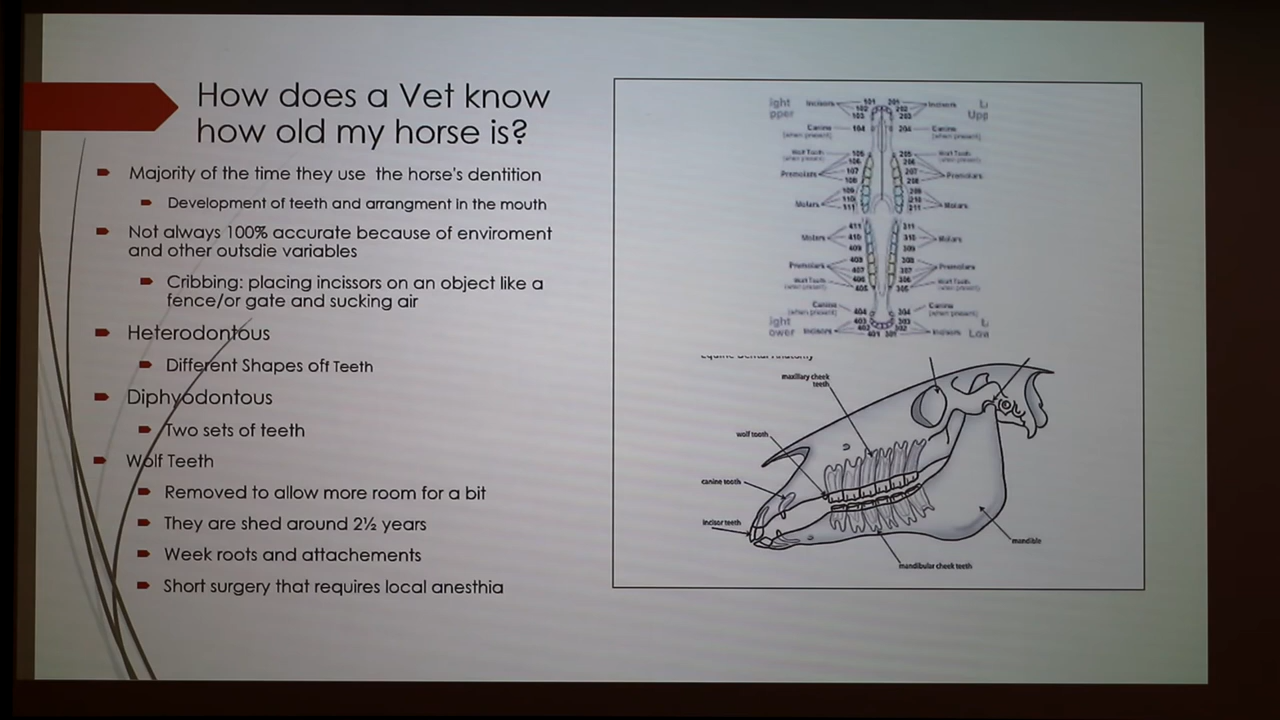 How does a Vet know
how old my horse is?
Majority of the time they use the horse's dentition
Development of teeth and arrangment in the mouth
Not always 100% accurate because of enviroment
and other outsdie variables
Cribbing: placing incissors on an object like a
fence/or gate and sucking air
Heterodontous
Different Shapes oft Teeth
Diphyodontous
Two sets of teeth
Wolf Teeth
Removed to allow more room for a bit
They are shed around 2½ years
Week roots and attachements
Short surgery that requires local anesthia
ight
pper
Incisors
101
201
102
202
103
203
Incisors
Upp
Canine
(when present)
104
204
Canine
(when present)
Wolf Tooth
(when present)
105
205
Wolf Tooth
(when present)
106
206
Premolars
107
207
Premolars
108
208
109
209
Molars
110
210
Molars
111
211
411
311
Molars
410
310
Molars
409
309
408
308
Premolars
407
307
Premolars
Wolf Tooth
(when present)
406
306
Wolf Tooth
(when present)
405
305
Canine
(when present)
404
304
Canine
(when present)
ight
ower
Incisors
403
303
402
302
401
301
Incisors
Low
Equine Dental Anatomy
maxillary cheek
teeth
wolf tooth
canine tooth
incisor teeth
mandible
mandibular cheek teeth